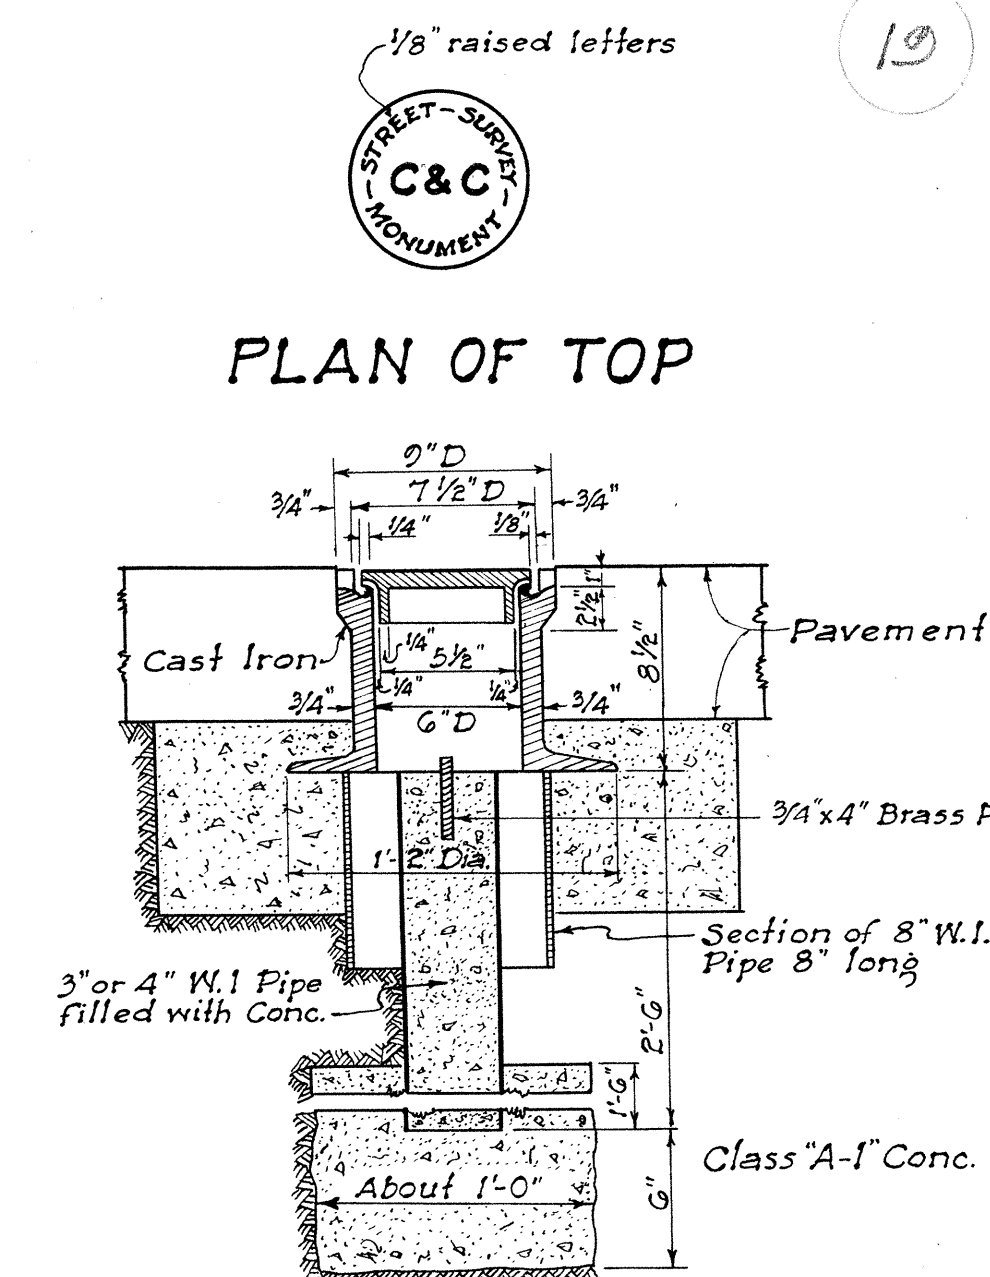 19
1/8" raised letters
STREET - SURVEY - MONUMENT -
C & C
PLAN OF TOP
9" D
3/4" 7 1/2" D 3/4"
1/4" 1/8"
1"
2 1/2"
8 1/2"
Pavement
Cast Iron
1/4"
5 1/2"
1/4" 1/4"
3/4" 3/4"
6" D
3/4" x 4" Brass
1'-2" Dia.
Section of 8" W.I.
Pipe 8" long
3" or 4" W.I Pipe
filled with Conc.
2'-6"
1'-6"
Class "A-1" Conc.
About 1'-0"
6"